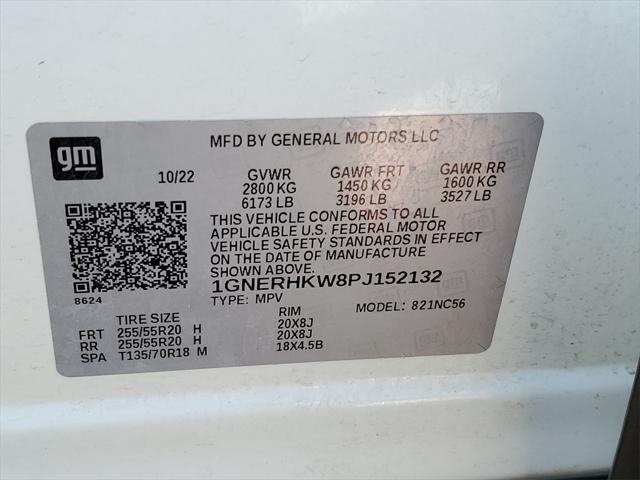 gm
MFD BY GENERAL MOTORS LLC
10/22 GVWR GAWR FRT GAWR RR
2800 KG 1450 KG 1600 KG
6173 LB 3196 LB 3527 LB
THIS VEHICLE CONFORMS TO ALL
APPLICABLE U.S. FEDERAL MOTOR
VEHICLE SAFETY STANDARDS IN EFFECT
ON THE DATE OF MANUFACTURE
SHOWN ABOVE.
8624
1GNERHKW8PJ152132
TYPE: MPV MODEL: 821NC56
TIRE SIZE RIM
FRT 255/55R20 H 20X8J
RR 255/55R20 H 20X8J
SPA T135/70R18 M 18X4.5B